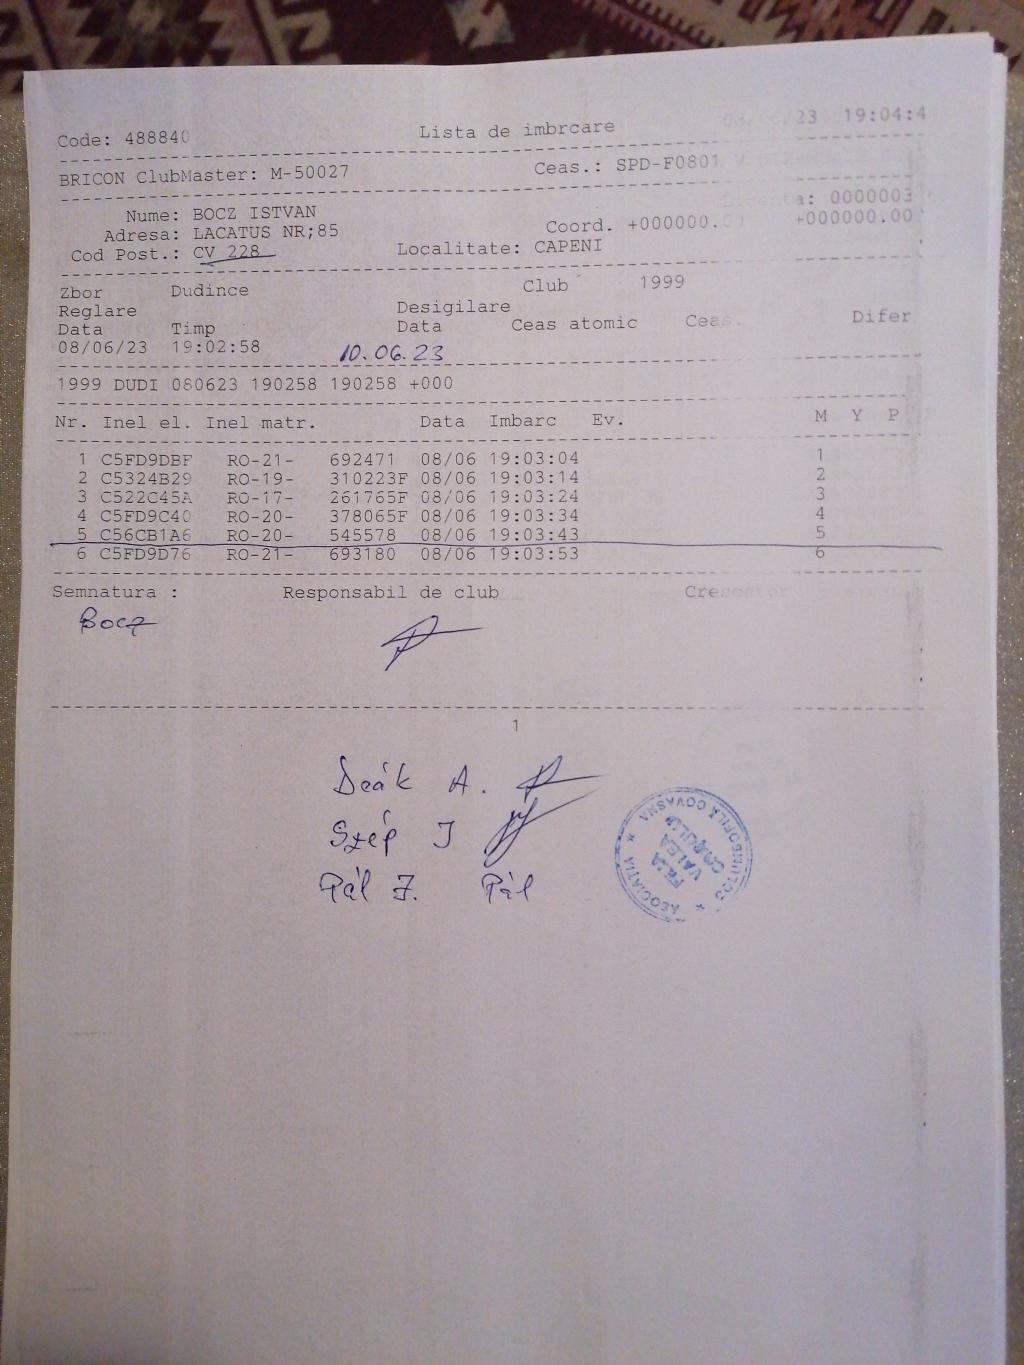 Code: 488840 Lista de imbrcare 19:04:4
BRICON ClubMaster: M-50027 Ceas.: SPD-F0801
Nume: BOCZ ISTVAN 0000003
Adresa: LACATUS NR;85 Coord. +000000. +000000.00
Cod Post.: CV 228 Localitate: CAPENI
Zbor Dudince Club 1999
Reglare Desigilare
Data Timp Data Ceas atomic Ceas. Difer
08/06/23 19:02:58 10.06.23
1999 DUDI 080623 190258 190258 +000
Nr. Inel el. Inel matr. Data Imbarc Ev. M Y P
1 C5FD9DBF RO-21- 692471 08/06 19:03:04 1
2 C5324B29 RO-19- 310223F 08/06 19:03:14 2
3 C522C45A RO-17- 261765F 08/06 19:03:24 3
4 C5FD9C40 RO-20- 378065F 08/06 19:03:34 4
5 C56CB1A6 RO-20- 545578 08/06 19:03:43 5
6 C5FD9D76 RO-21- 693180 08/06 19:03:53 6
Semnatura : Responsabil de club Crescator
Bocz
1
Deák A.
Szép J
Pál J. Pál
ASOCIATIA COLUMBOFILĂ COVASNA
FILIA
VALEA
CRIŞULUI